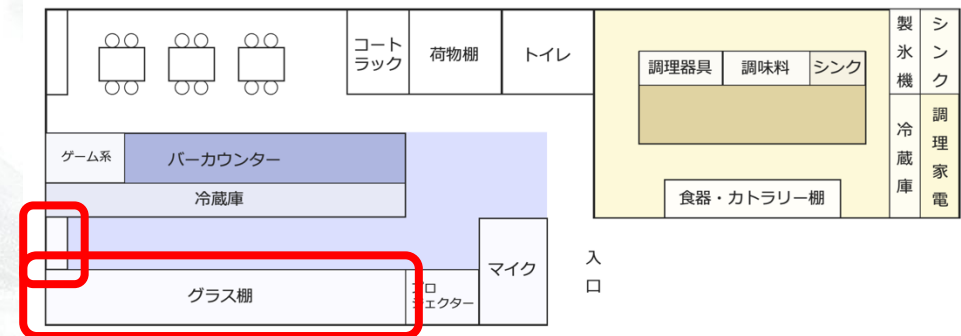 コート
ラック
荷物棚
トイレ
調理器具
調味料
シンク
製氷機
シンク
ゲーム系
バーカウンター
冷蔵庫
冷蔵庫
調理家電
食器・カトラリー棚
グラス棚
プロ
ジェクター
マイク
入口